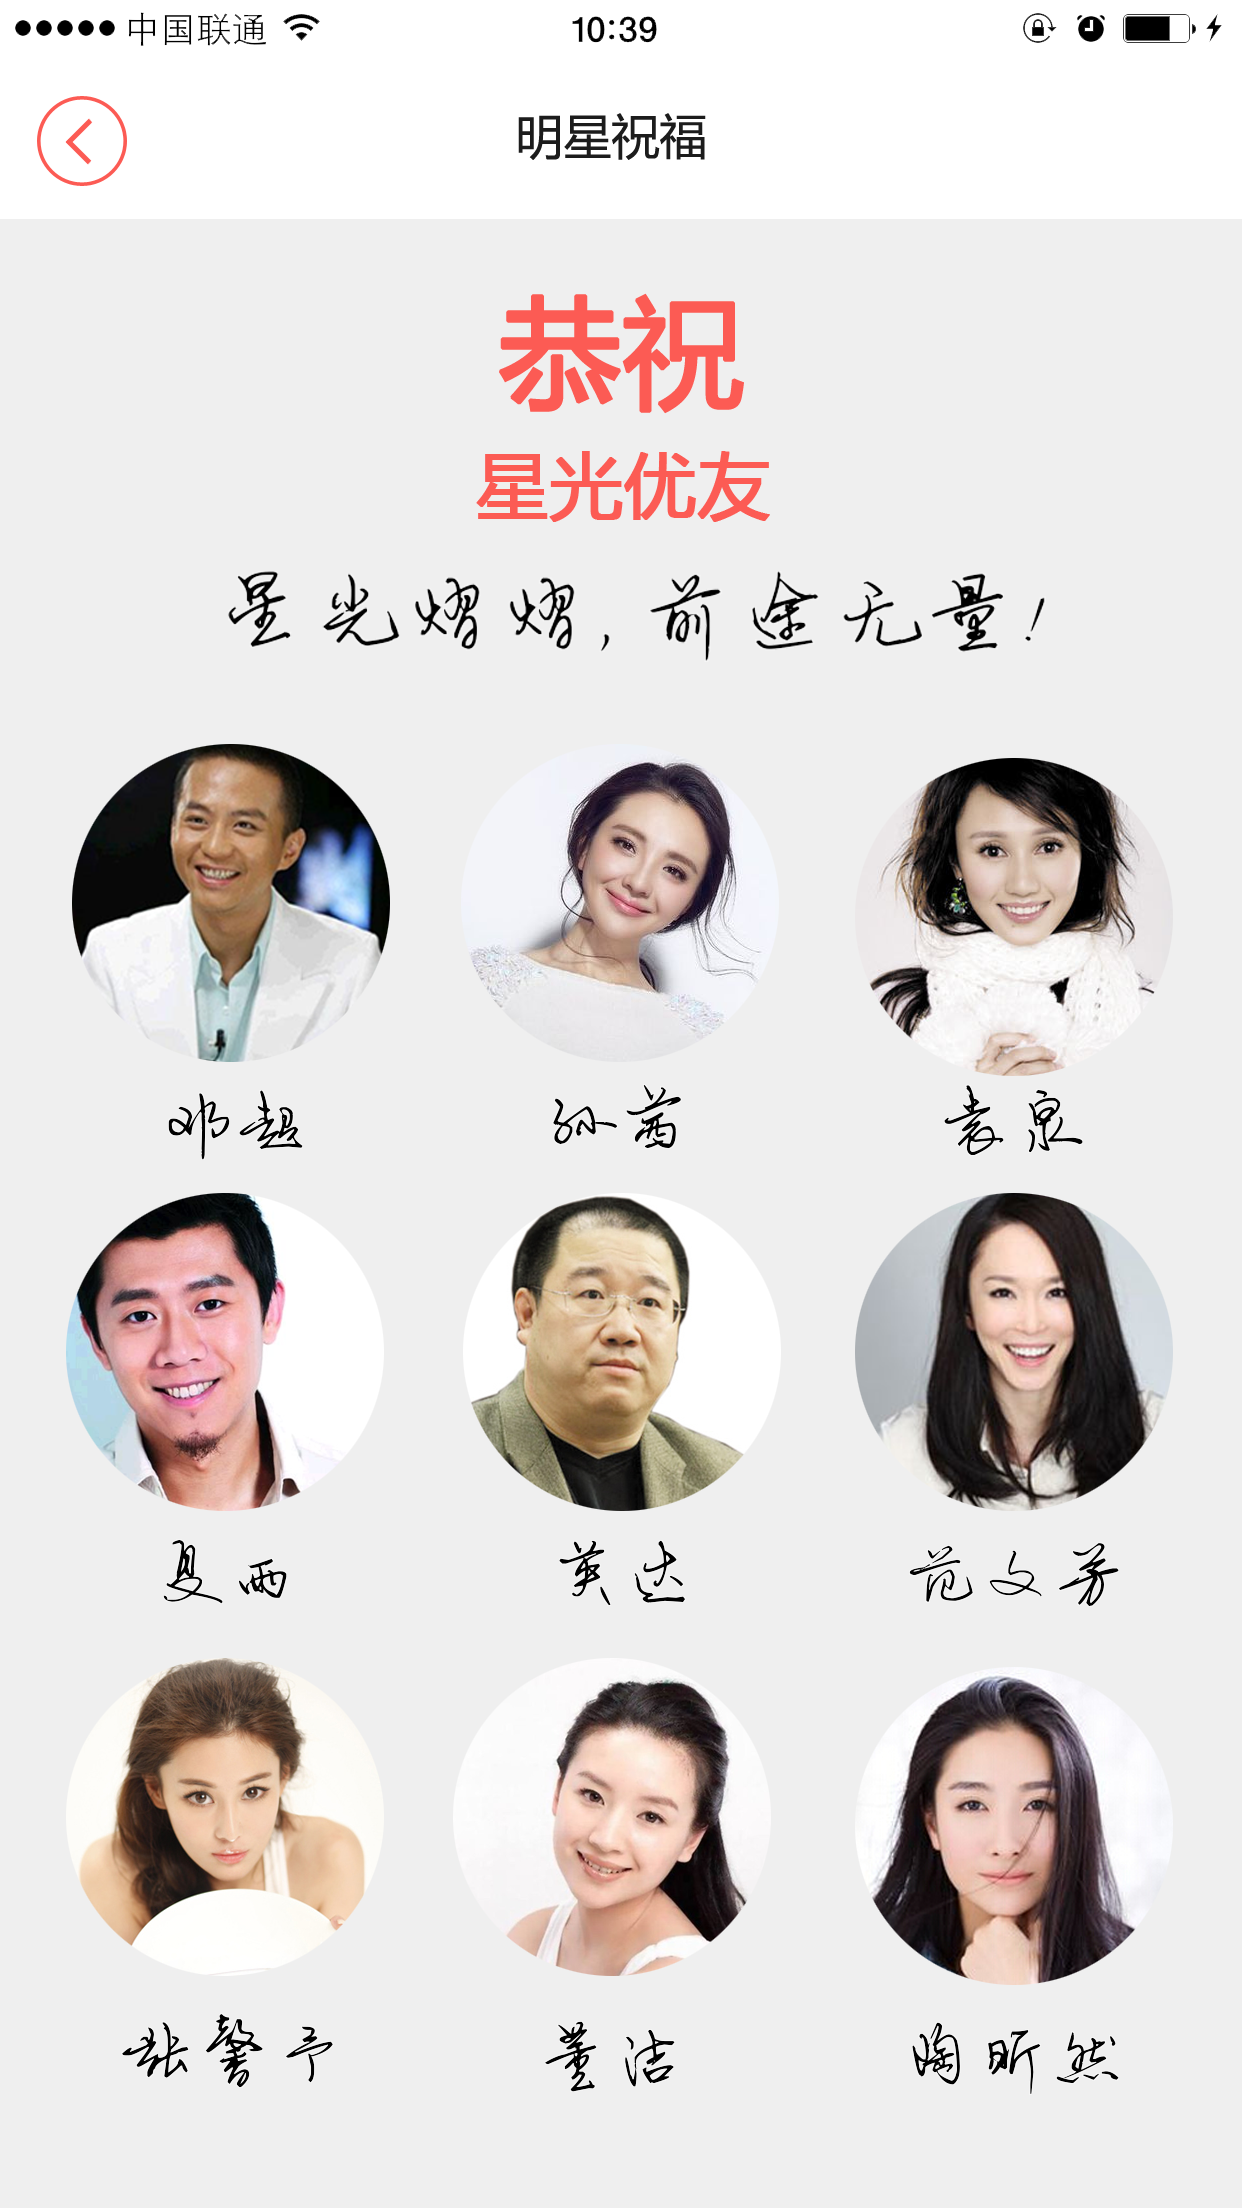 中国联通 10:39
明星祝福
恭祝
星光优友
星光熠熠，前途无量！
邓超 孙茜 袁泉
夏雨 英达 范文芳
张馨予 董洁 陶昕然